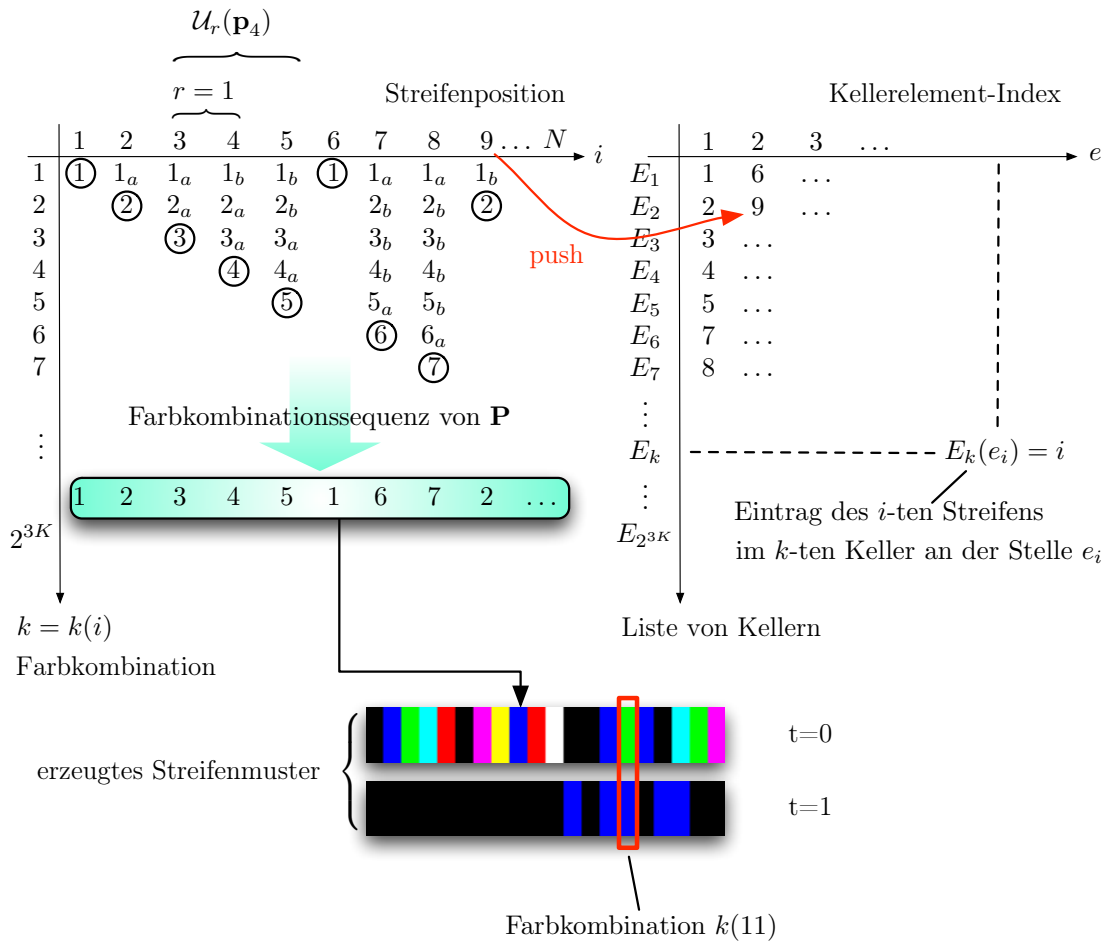 𝒰_r(𝐩_4)
r = 1
Streifenposition
Kellerelement-Index
1 2 3 4 5 6 7 8 9 ... N i
1 2 3 ... e
1 1 1_a 1_a 1_b 1_b 1 1_a 1_a 1_b
E_1 1 6 ...
2 2 2_a 2_a 2_b 2_b 2_b 2
E_2 2 9 ...
3 3 3_a 3_a 3_b 3_b
E_3 3 ...
push
4 4 4_a 4_b 4_b
E_4 4 ...
5 5 5_a 5_b
E_5 5 ...
6 6 6_a
E_6 7 ...
7 7
E_7 8 ...
Farbkombinationssequenz von 𝐏
⋮
⋮
E_k
E_k(e_i) = i
1 2 3 4 5 1 6 7 2 ...
⋮
Eintrag des i-ten Streifens
im k-ten Keller an der Stelle e_i
2^{3K}
E_{2^{3K}}
k = k(i)
Farbkombination
Liste von Kellern
t=0
erzeugtes Streifenmuster
t=1
Farbkombination k(11)